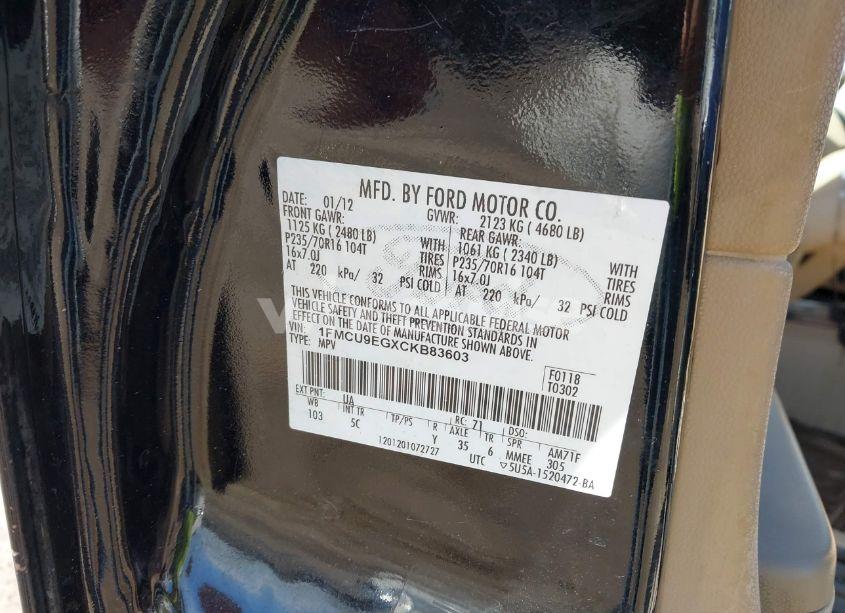 MFD. BY FORD MOTOR CO.
DATE: 01/12 GVWR: 2123 KG ( 4680 LB)
FRONT GAWR: REAR GAWR:
1125 KG ( 2480 LB) WITH 1061 KG ( 2340 LB) WITH
P235/70R16 104T TIRES P235/70R16 104T TIRES
16x7.0J RIMS 16x7.0J RIMS
AT 220 kPa/ 32 PSI COLD AT 220 kPa/ 32 PSI COLD
THIS VEHICLE CONFORMS TO ALL APPLICABLE FEDERAL MOTOR
VEHICLE SAFETY AND THEFT PREVENTION STANDARDS IN
EFFECT ON THE DATE OF MANUFACTURE SHOWN ABOVE.
VIN: 1FMCU9EGXCKB83603
TYPE: MPV
F0118
T0302
EXT PNT: UA RC: 71 DSO:
WB INT TR TP/PS R AXLE TR SPR AM71F
103 5C Y 35 6 MMEE 305
1201201072727 UTC ▽5U5A-1520472-BA